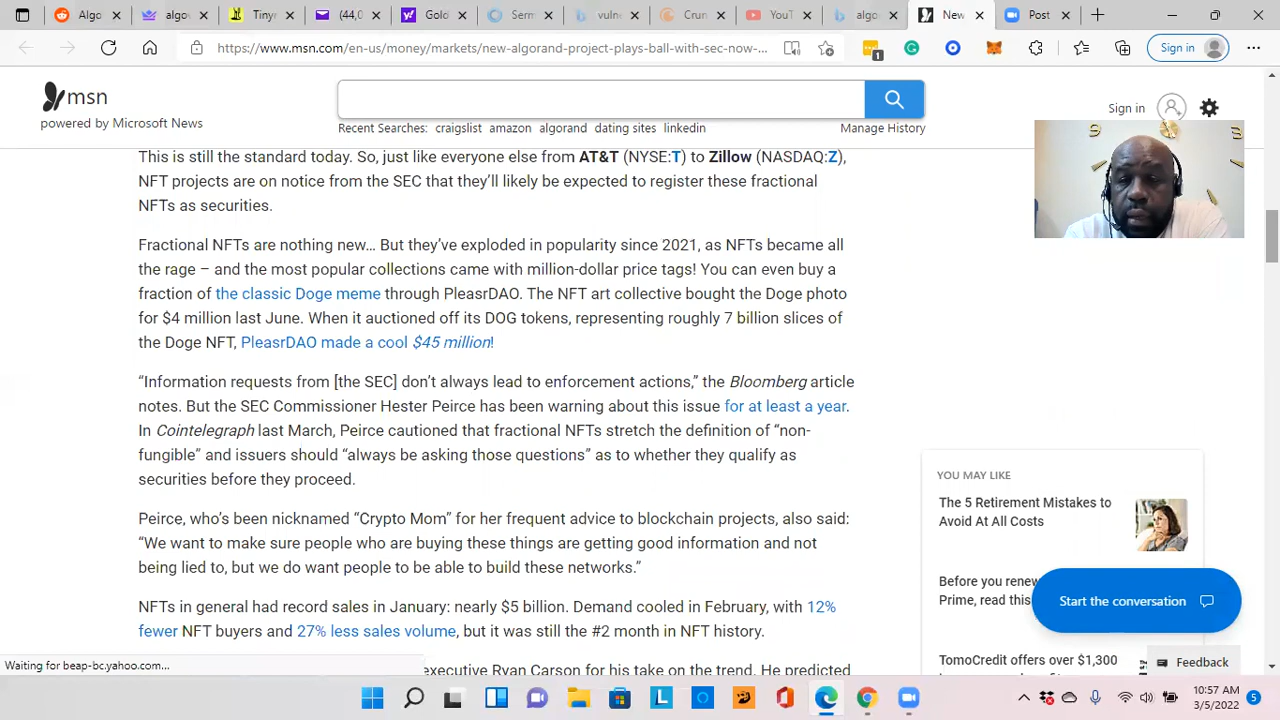 Algo
Algo
Tiny
(44,0
Gold
Serm
vuln
Crun
YouT
algo
New
Post
https://www.msn.com/en-us/money/markets/new-algorand-project-plays-ball-with-sec-now-...
1
Sign in
msn
powered by Microsoft News
Recent Searches: craigslist amazon algorand dating sites linkedin
Manage History
Sign in
This is still the standard today. So, just like everyone else from AT&T (NYSE:T) to Zillow (NASDAQ:Z),
NFT projects are on notice from the SEC that they’ll likely be expected to register these fractional
NFTs as securities.
Fractional NFTs are nothing new… But they’ve exploded in popularity since 2021, as NFTs became all
the rage – and the most popular collections came with million-dollar price tags! You can even buy a
fraction of the classic Doge meme through PleasrDAO. The NFT art collective bought the Doge photo
for $4 million last June. When it auctioned off its DOG tokens, representing roughly 7 billion slices of
the Doge NFT, PleasrDAO made a cool $45 million!
“Information requests from [the SEC] don’t always lead to enforcement actions,” the Bloomberg article
notes. But the SEC Commissioner Hester Peirce has been warning about this issue for at least a year.
In Cointelegraph last March, Peirce cautioned that fractional NFTs stretch the definition of “non-
fungible” and issuers should “always be asking those questions” as to whether they qualify as
securities before they proceed.
Peirce, who’s been nicknamed “Crypto Mom” for her frequent advice to blockchain projects, also said:
“We want to make sure people who are buying these things are getting good information and not
being lied to, but we do want people to be able to build these networks.”
NFTs in general had record sales in January: nearly $5 billion. Demand cooled in February, with 12%
fewer NFT buyers and 27% less sales volume, but it was still the #2 month in NFT history.
executive Ryan Carson for his take on the trend. He predicted
YOU MAY LIKE
The 5 Retirement Mistakes to
Avoid At All Costs
Before you renew
Prime, read this
Start the conversation
TomoCredit offers over $1,300
Feedback
Waiting for beap-bc.yahoo.com...
10:57 AM
3/5/2022
5